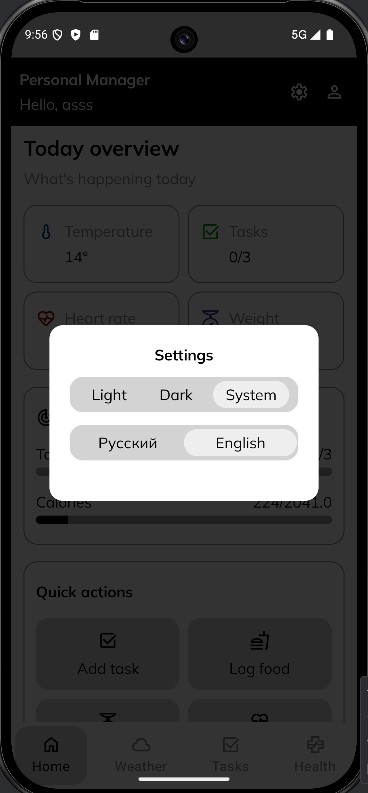 9:56 5G
Personal Manager
Hello, asss
Today overview
What's happening today
Temperature Tasks
14° 0/3
Heart rate Weight
Settings
Light Dark System
Русский English
/3
Calories 224/2041.0
Quick actions
Add task Log food
Home Weather Tasks Health